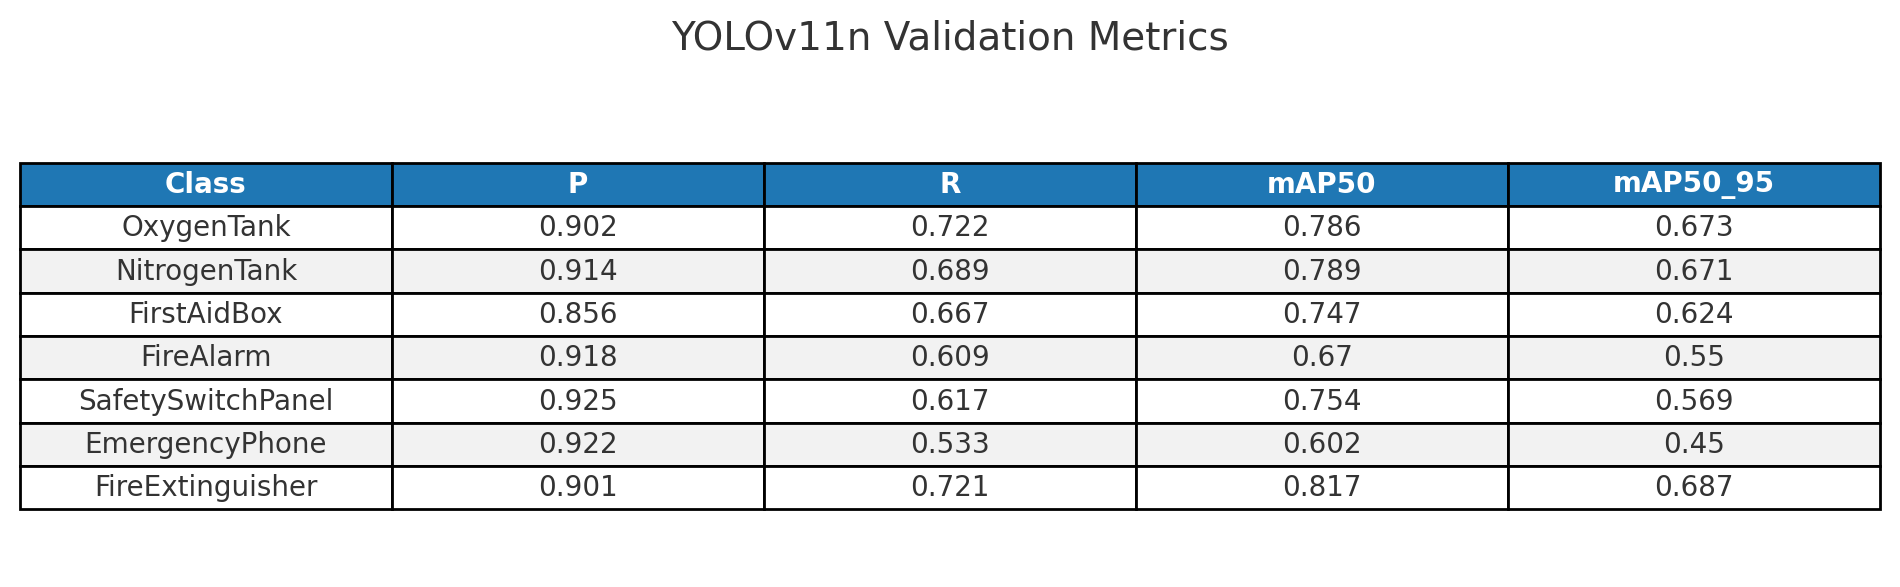 YOLOv11n Validation Metrics
Class P R mAP50 mAP50_95
OxygenTank 0.902 0.722 0.786 0.673
NitrogenTank 0.914 0.689 0.789 0.671
FirstAidBox 0.856 0.667 0.747 0.624
FireAlarm 0.918 0.609 0.67 0.55
SafetySwitchPanel 0.925 0.617 0.754 0.569
EmergencyPhone 0.922 0.533 0.602 0.45
FireExtinguisher 0.901 0.721 0.817 0.687